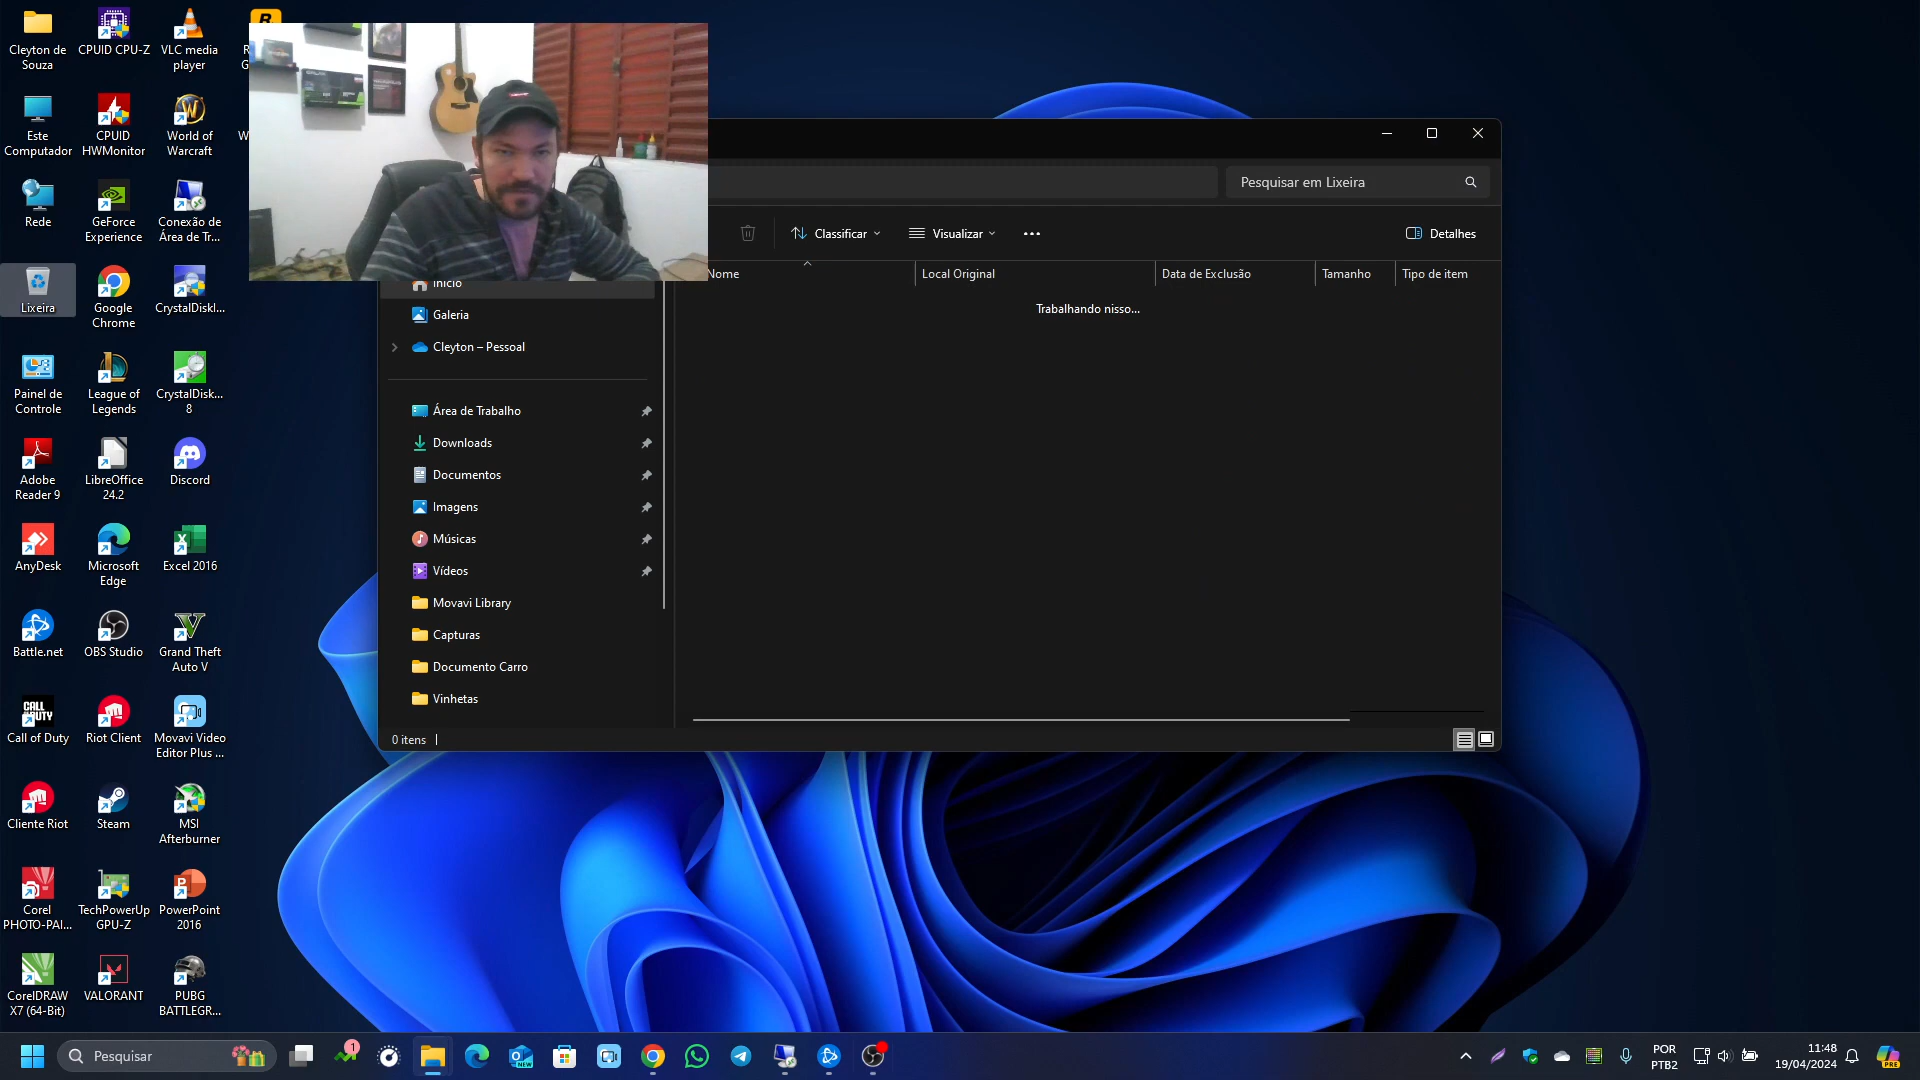 Cleyton de
Souza
CPUID CPU-Z
VLC media
player
Este
Computador
CPUID
HWMonitor
World of
Warcraft
Rede
GeForce
Experience
Conexão de
Área de Tr...
Lixeira
Google
Chrome
CrystalDiskI...
Painel de
Controle
League of
Legends
CrystalDisk...
8
Adobe
Reader 9
LibreOffice
24.2
Discord
AnyDesk
Microsoft
Edge
Excel 2016
Battle.net
OBS Studio
Grand Theft
Auto V
Call of Duty
Riot Client
Movavi Video
Editor Plus ...
Cliente Riot
Steam
MSI
Afterburner
Corel
PHOTO-PAI...
TechPowerUp
GPU-Z
PowerPoint
2016
CorelDRAW
X7 (64-Bit)
VALORANT
PUBG
BATTLEGR...
Pesquisar em Lixeira
Classificar
Visualizar
Detalhes
Nome
Local Original
Data de Exclusão
Tamanho
Tipo de item
Trabalhando nisso...
Início
Galeria
Cleyton – Pessoal
Área de Trabalho
Downloads
Documentos
Imagens
Músicas
Vídeos
Movavi Library
Capturas
Documento Carro
Vinhetas
0 itens
Pesquisar
1
POR
PTB2
11:48
19/04/2024